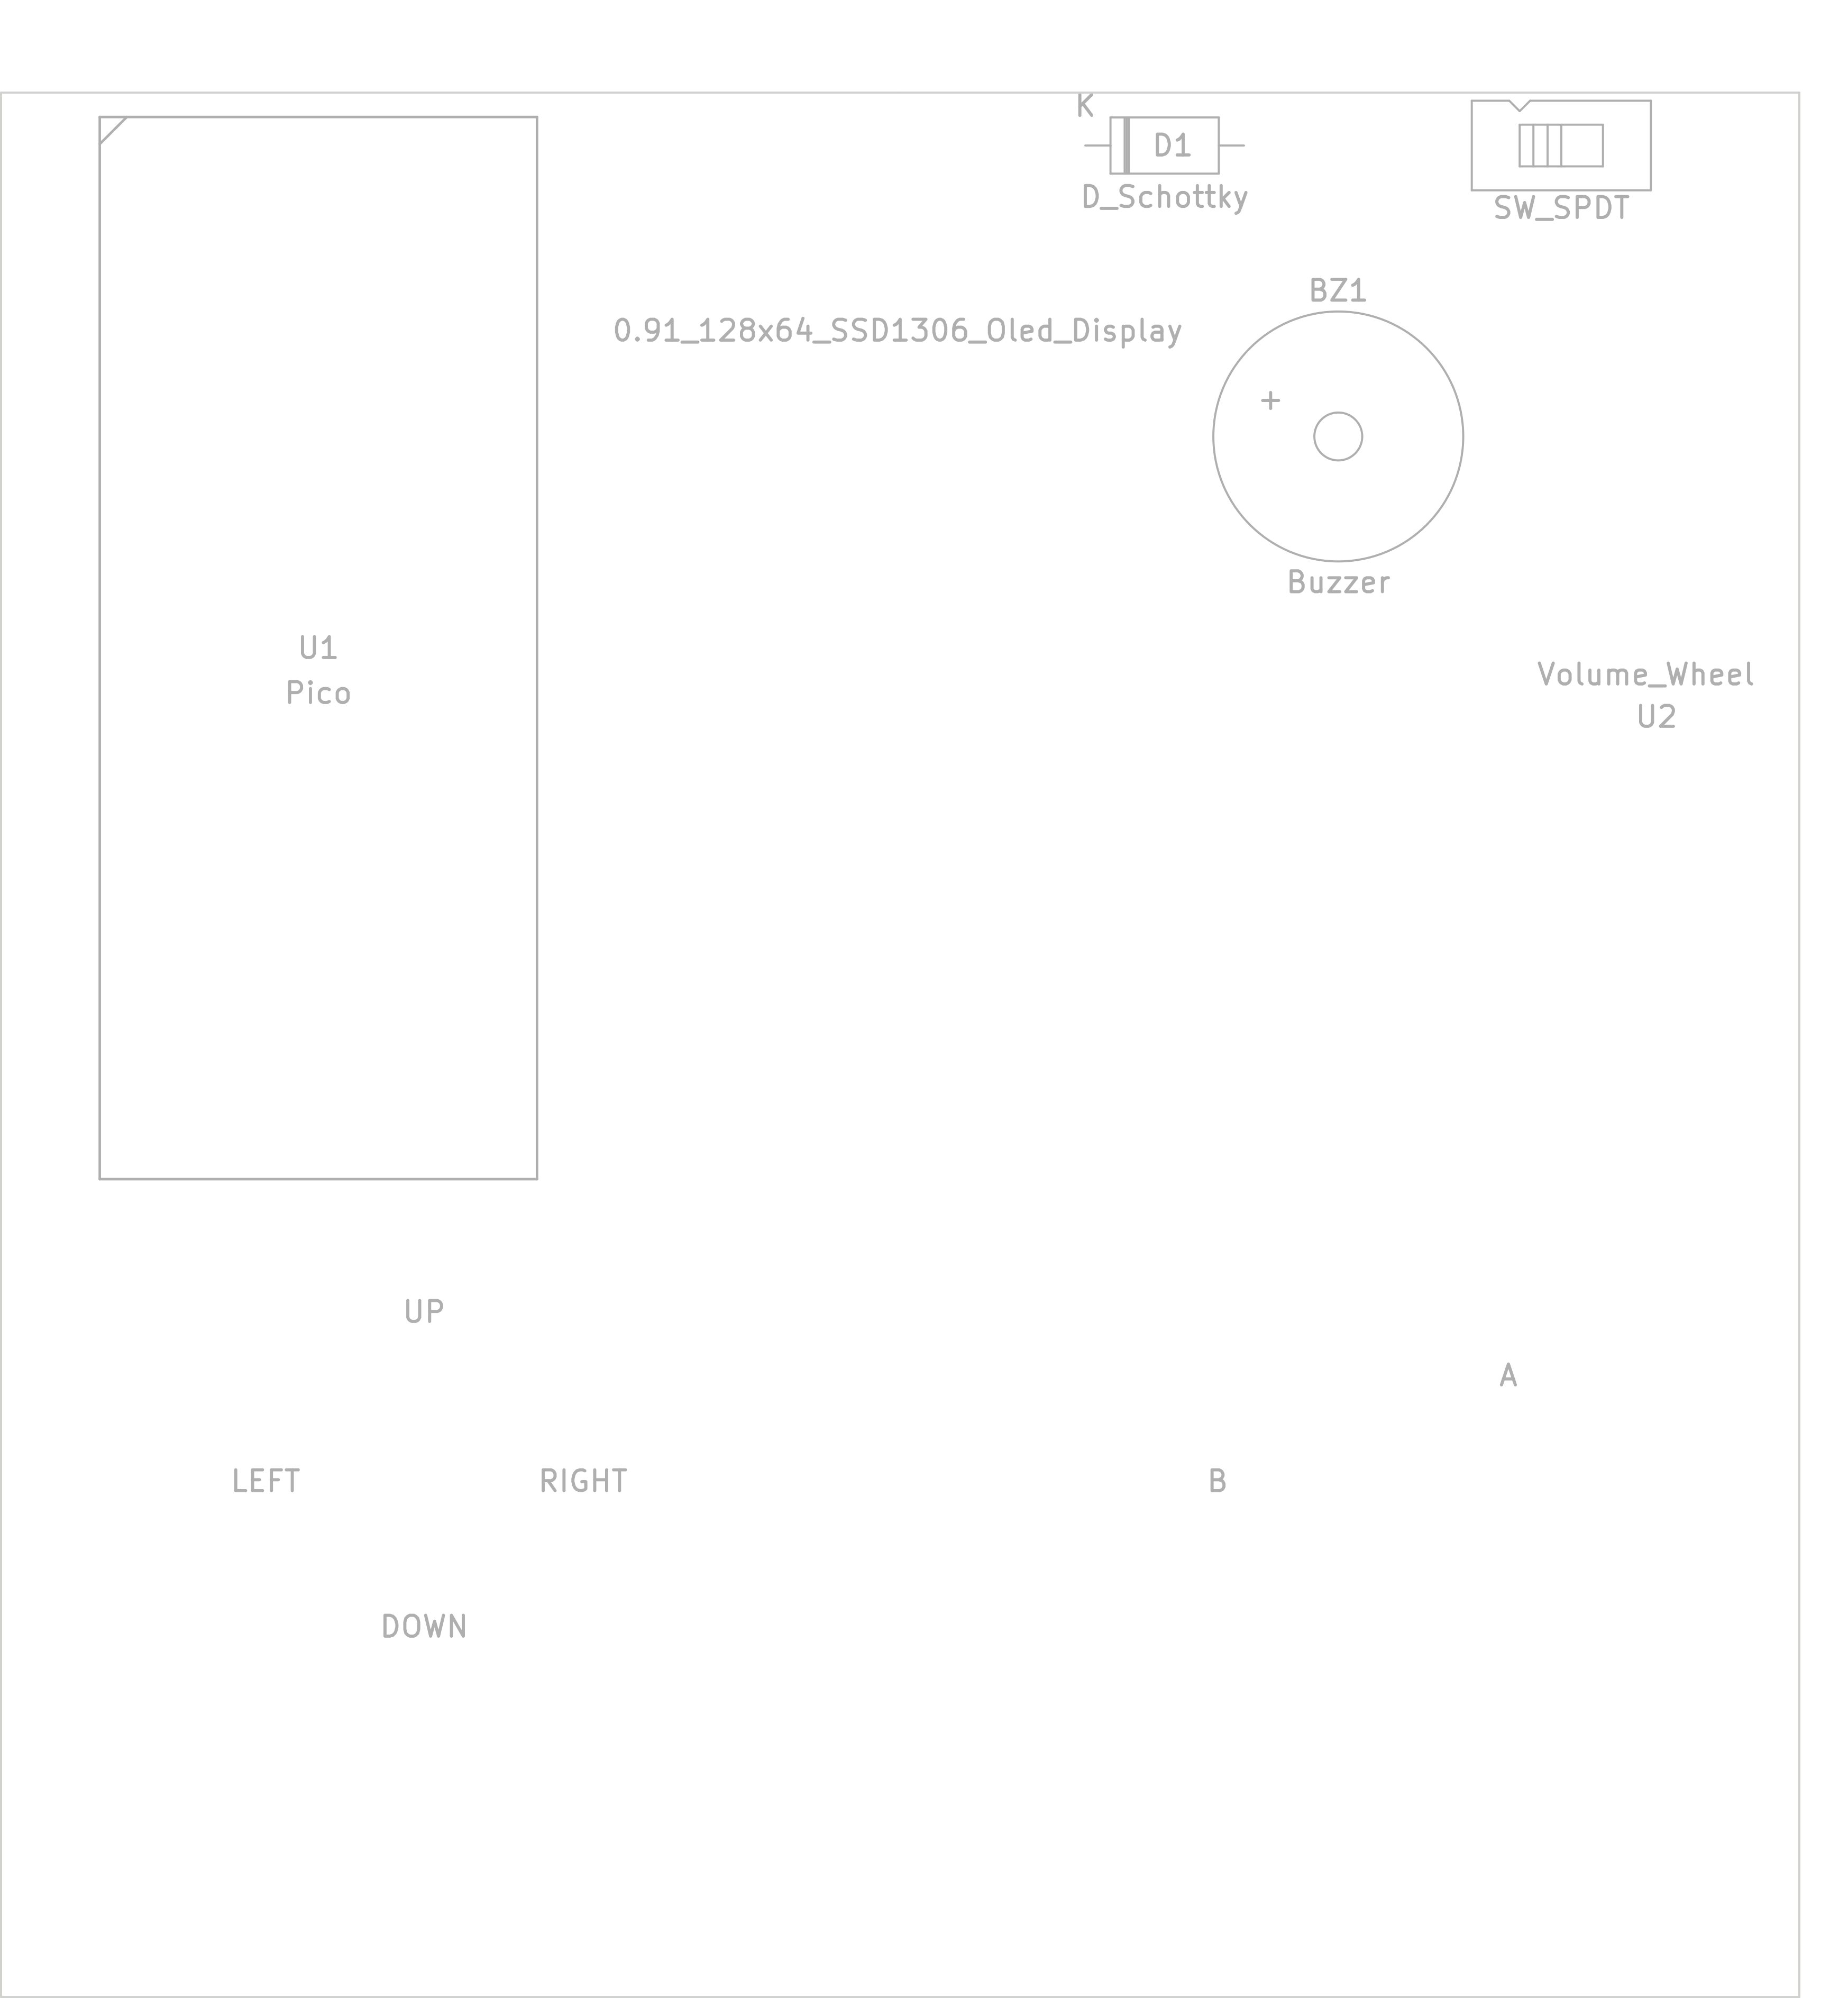 K
D1
D_Schottky
SW_SPDT
BZ1
0.91_128x64_SSD1306_Oled_Display
+
Buzzer
U1
Pico
Volume_Wheel
U2
UP
A
LEFT
RIGHT
B
DOWN